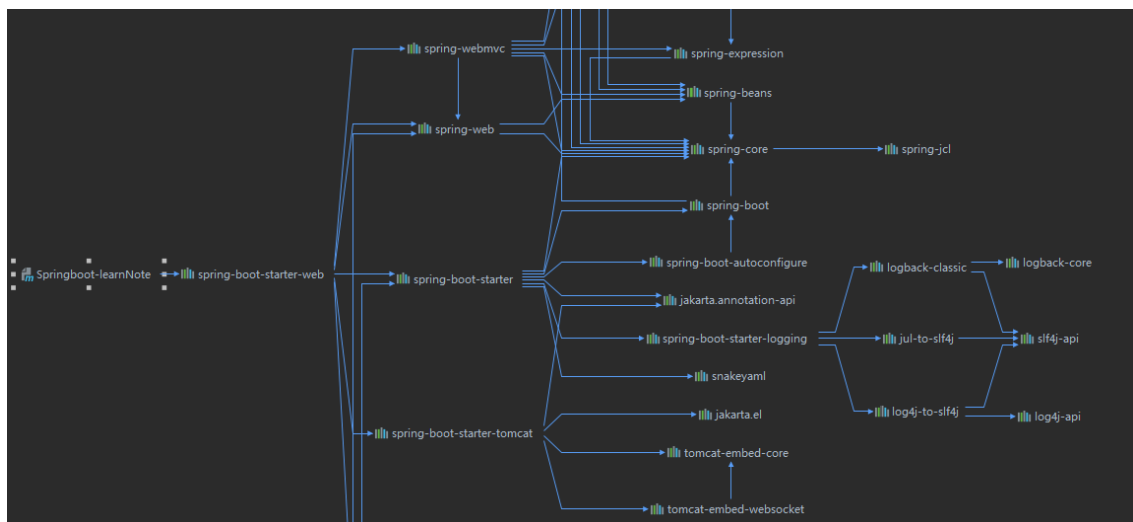 spring-webmvc
spring-expression
spring-beans
spring-web
spring-core
spring-jcl
spring-boot
spring-boot-autoconfigure
logback-classic
logback-core
Springboot-learnNote
spring-boot-starter-web
spring-boot-starter
jakarta.annotation-api
spring-boot-starter-logging
jul-to-slf4j
slf4j-api
snakeyaml
jakarta.el
log4j-to-slf4j
log4j-api
spring-boot-starter-tomcat
tomcat-embed-core
tomcat-embed-websocket